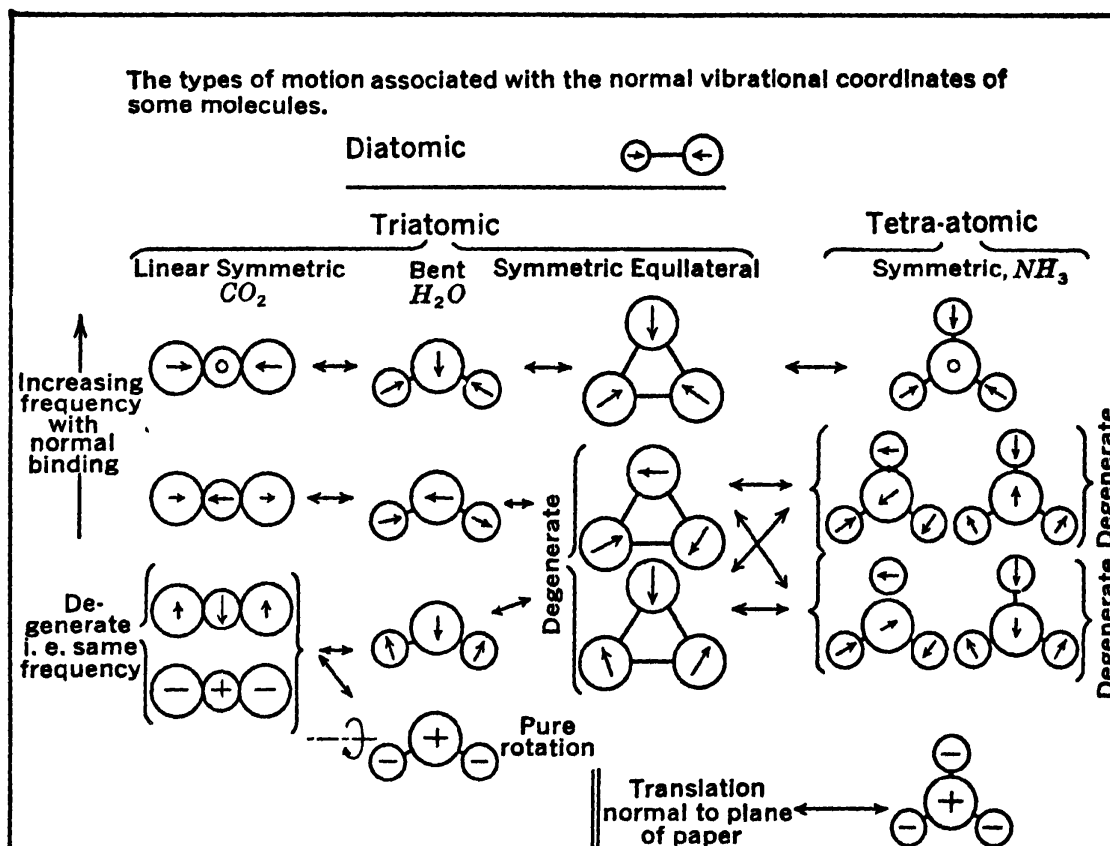 The types of motion associated with the normal vibrational coordinates of
some molecules.
Diatomic
Triatomic
Tetra-atomic
Linear Symmetric
CO₂
Bent
H₂O
Symmetric Equilateral
Symmetric, NH₃
Increasing
frequency
with
normal
binding
Degenerate
Degenerate
Degenerate
De-
generate
i. e. same
frequency
Pure
rotation
Translation
normal to plane
of paper